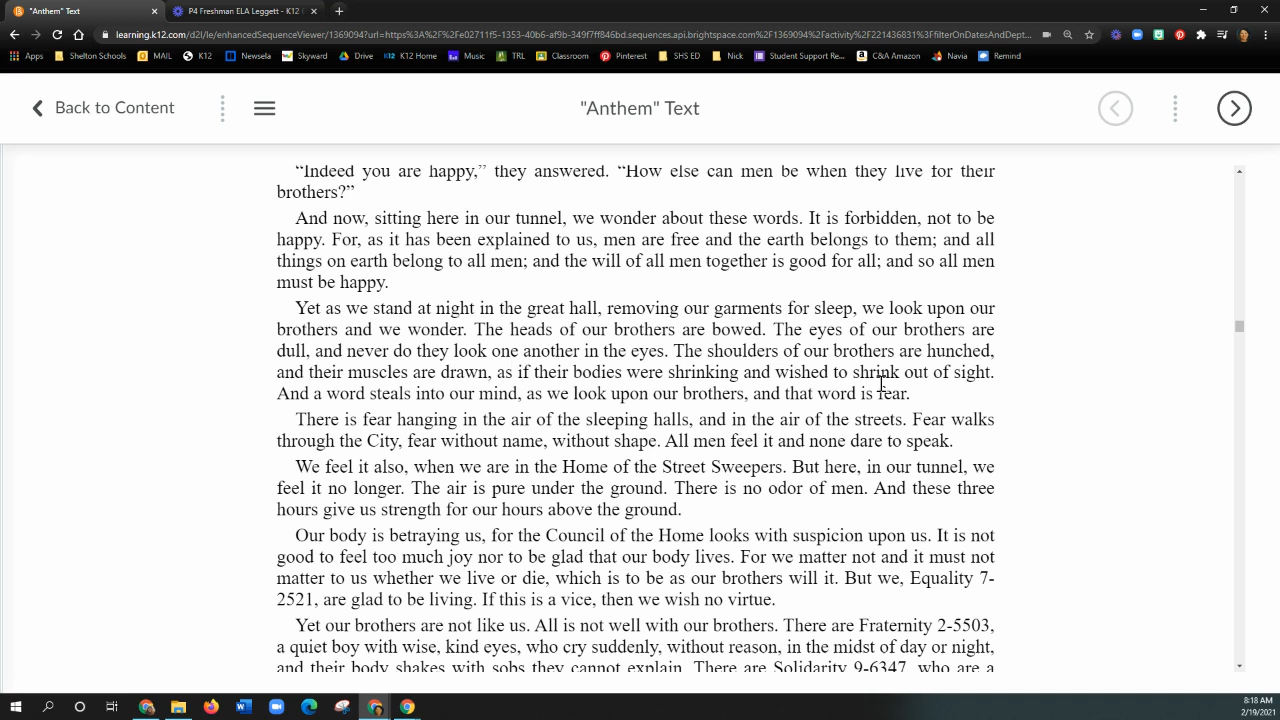 "Anthem" Text
P4 Freshman ELA Leggett - K12
learning.k12.com/d2l/le/enhancedSequenceViewer/1369094?url=https%3A%2F%2Fe02711f5-1353-40b6-af9b-349f7ff846bd.sequences.api.brightspace.com%2F1369094%2Factivity%2F221436831%3FfilterOnDatesAndDept...
Apps Shelton Schools MAIL K12 Newsela Skyward Drive K12 Home Music TRL Classroom Pinterest SHS ED Nick Student Support Re... C&A Amazon Navia Remind
Back to Content
"Anthem" Text
“Indeed you are happy,” they answered. “How else can men be when they live for their
brothers?”
And now, sitting here in our tunnel, we wonder about these words. It is forbidden, not to be
happy. For, as it has been explained to us, men are free and the earth belongs to them; and all
things on earth belong to all men; and the will of all men together is good for all; and so all men
must be happy.
Yet as we stand at night in the great hall, removing our garments for sleep, we look upon our
brothers and we wonder. The heads of our brothers are bowed. The eyes of our brothers are
dull, and never do they look one another in the eyes. The shoulders of our brothers are hunched,
and their muscles are drawn, as if their bodies were shrinking and wished to shrink out of sight.
And a word steals into our mind, as we look upon our brothers, and that word is fear.
There is fear hanging in the air of the sleeping halls, and in the air of the streets. Fear walks
through the City, fear without name, without shape. All men feel it and none dare to speak.
We feel it also, when we are in the Home of the Street Sweepers. But here, in our tunnel, we
feel it no longer. The air is pure under the ground. There is no odor of men. And these three
hours give us strength for our hours above the ground.
Our body is betraying us, for the Council of the Home looks with suspicion upon us. It is not
good to feel too much joy nor to be glad that our body lives. For we matter not and it must not
matter to us whether we live or die, which is to be as our brothers will it. But we, Equality 7-
2521, are glad to be living. If this is a vice, then we wish no virtue.
Yet our brothers are not like us. All is not well with our brothers. There are Fraternity 2-5503,
a quiet boy with wise, kind eyes, who cry suddenly, without reason, in the midst of day or night,
and their body shakes with sobs they cannot explain. There are Solidarity 9-6347, who are a
8:18 AM
2/19/2021